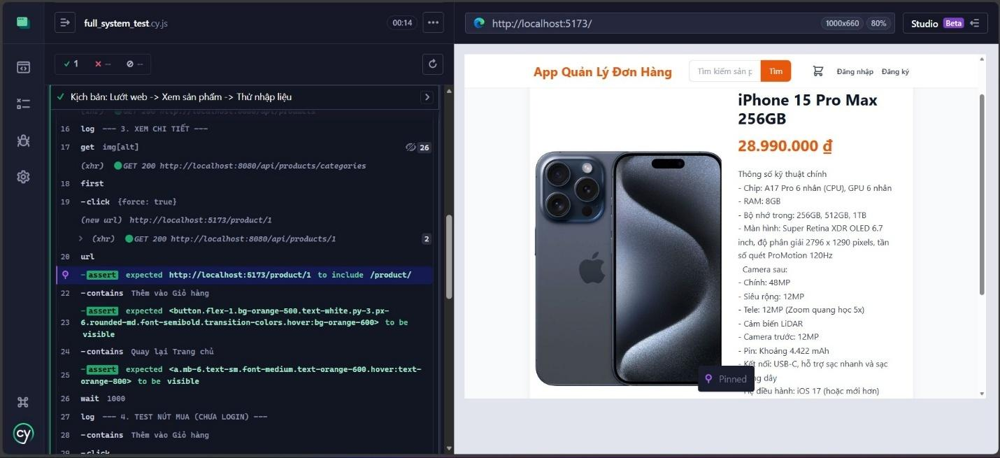 full_system_test.cy.js
00:14
1
--
--
Kịch bản: Lướt web -> Xem sản phẩm -> Thử nhập liệu
(xhr) GET 200 http://localhost:8080/api/products
16 log --- 3. XEM CHI TIẾT ---
17 get img[alt] 26
(xhr) GET 200 http://localhost:8080/api/products/categories
18 first
19 -click {force: true}
(new url) http://localhost:5173/product/1
(xhr) GET 200 http://localhost:8080/api/products/1 2
20 url
-assert expected http://localhost:5173/product/1 to include /product/
22 -contains Thêm vào Giỏ hàng
23 -assert expected <button.flex-1.bg-orange-500.text-white.py-3.px-
6.rounded-md.font-semibold.transition-colors.hover:bg-orange-600> to be
visible
24 -contains Quay lại Trang chủ
25 -assert expected <a.mb-6.text-sm.font-medium.text-orange-600.hover:text-
orange-800> to be visible
26 wait 1000
27 log --- 4. TEST NÚT MUA (CHƯA LOGIN) ---
28 -contains Thêm vào Giỏ hàng
29 -click
cy
http://localhost:5173/
1000x660
80%
Studio Beta
App Quản Lý Đơn Hàng
Tìm kiếm sản p
Tìm
Đăng nhập
Đăng ký
iPhone 15 Pro Max
256GB
28.990.000 ₫
Thông số kỹ thuật chính
- Chip: A17 Pro 6 nhân (CPU), GPU 6 nhân
- RAM: 8GB
- Bộ nhớ trong: 256GB, 512GB, 1TB
- Màn hình: Super Retina XDR OLED 6.7
inch, độ phân giải 2796 x 1290 pixels, tần
số quét ProMotion 120Hz
Camera sau:
- Chính: 48MP
- Siêu rộng: 12MP
- Tele: 12MP (Zoom quang học 5x)
- Cảm biến LiDAR
- Camera trước: 12MP
- Pin: Khoảng 4.422 mAh
- Kết nối: USB-C, hỗ trợ sạc nhanh và sạc
dây
- Hệ điều hành: iOS 17 (hoặc mới hơn)
Pinned